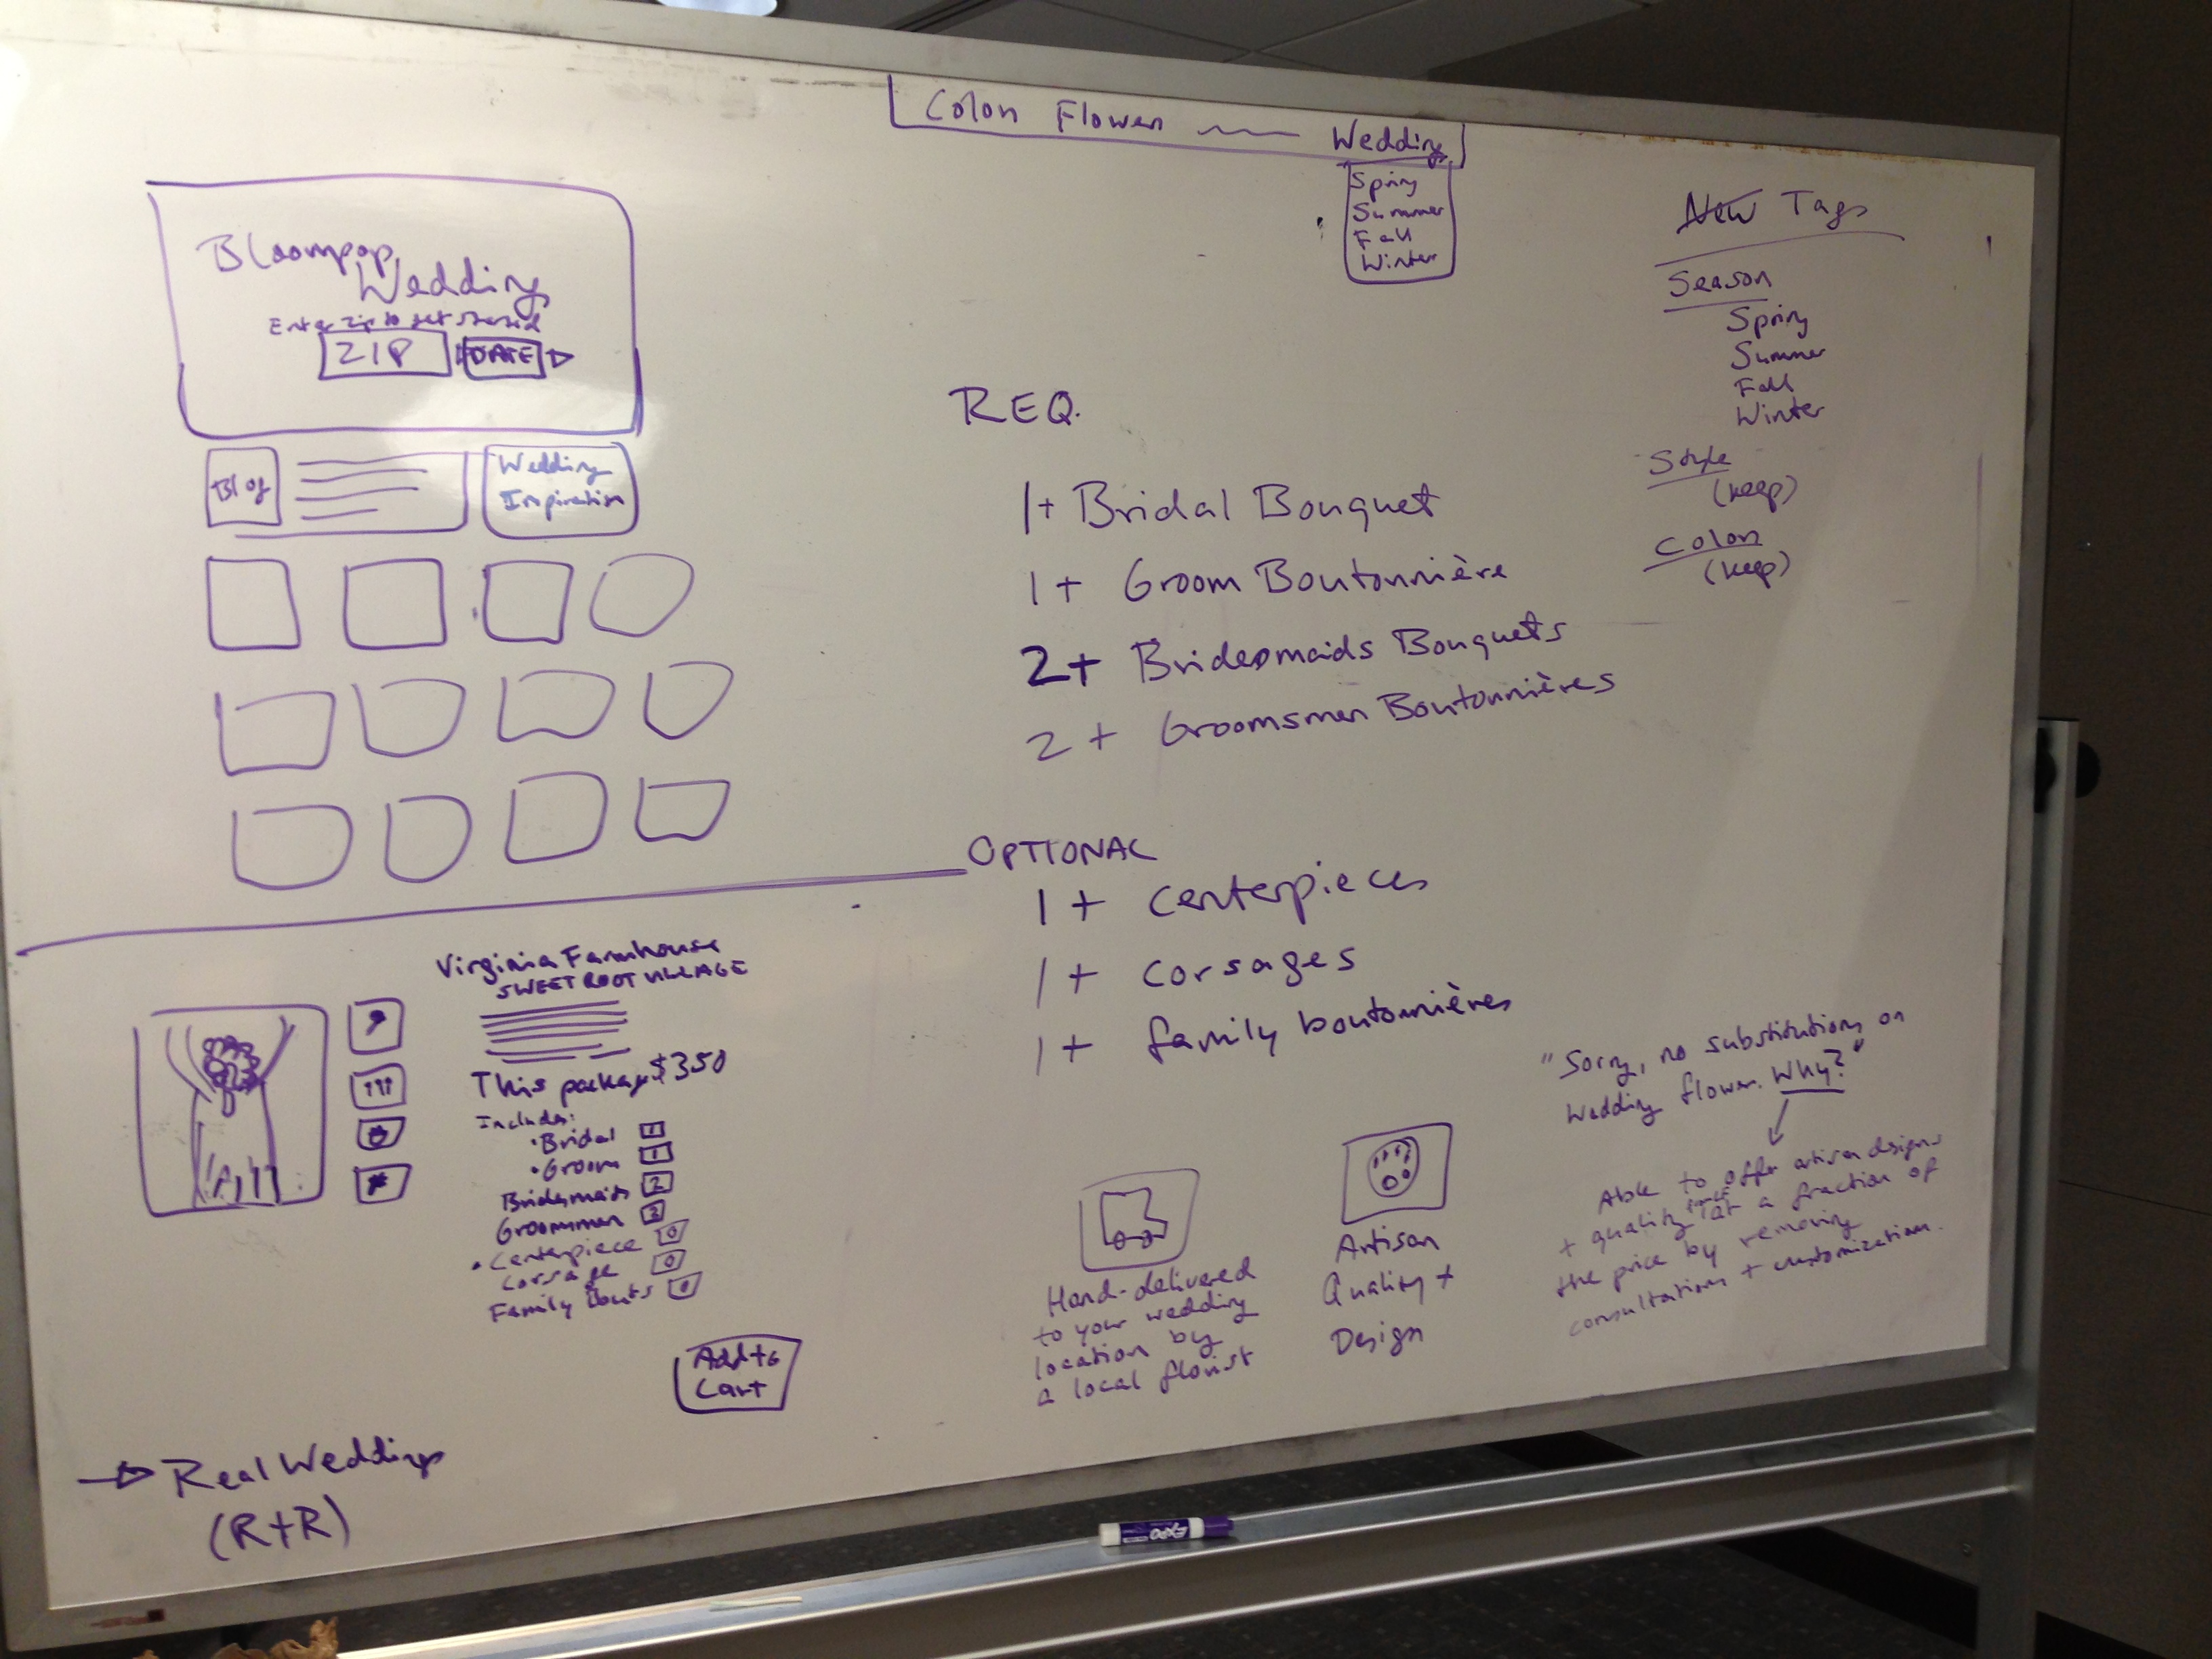 Color Flower Wedding
Spring
Summer
Fall
Winter
Bloompop
Wedding
Enter zip to get started
ZIP DATE
Blog
Wedding
Inspiration
New Tags
Season
Spring
Summer
Fall
Winter
Style
(keep)
Color
(keep)
REQ.
1+ Bridal Bouquet
1+ Groom Boutonnière
2+ Bridesmaids Bouquets
2+ Groomsmen Boutonnières
OPTIONAL
1+ centerpieces
1+ corsages
1+ family boutonnières
Virginia Farmhouse
SWEET ROOT VILLAGE
This package $350
Includes:
• Bridal 1
• Groom 1
Bridesmaids 2
Groomsmen 2
• Centerpiece 0
Corsage 0
Family bouts 0
Add to
Cart
Real Weddings
(R+R)
Hand-delivered
to your wedding
location by
a local florist
Artisan
Quality +
Design
"Sorry, no substitutions on
wedding flower. Why?"
Able to offer artisan designs
+ quality at a fraction of
the price by removing
consultations + customization.
EXPO